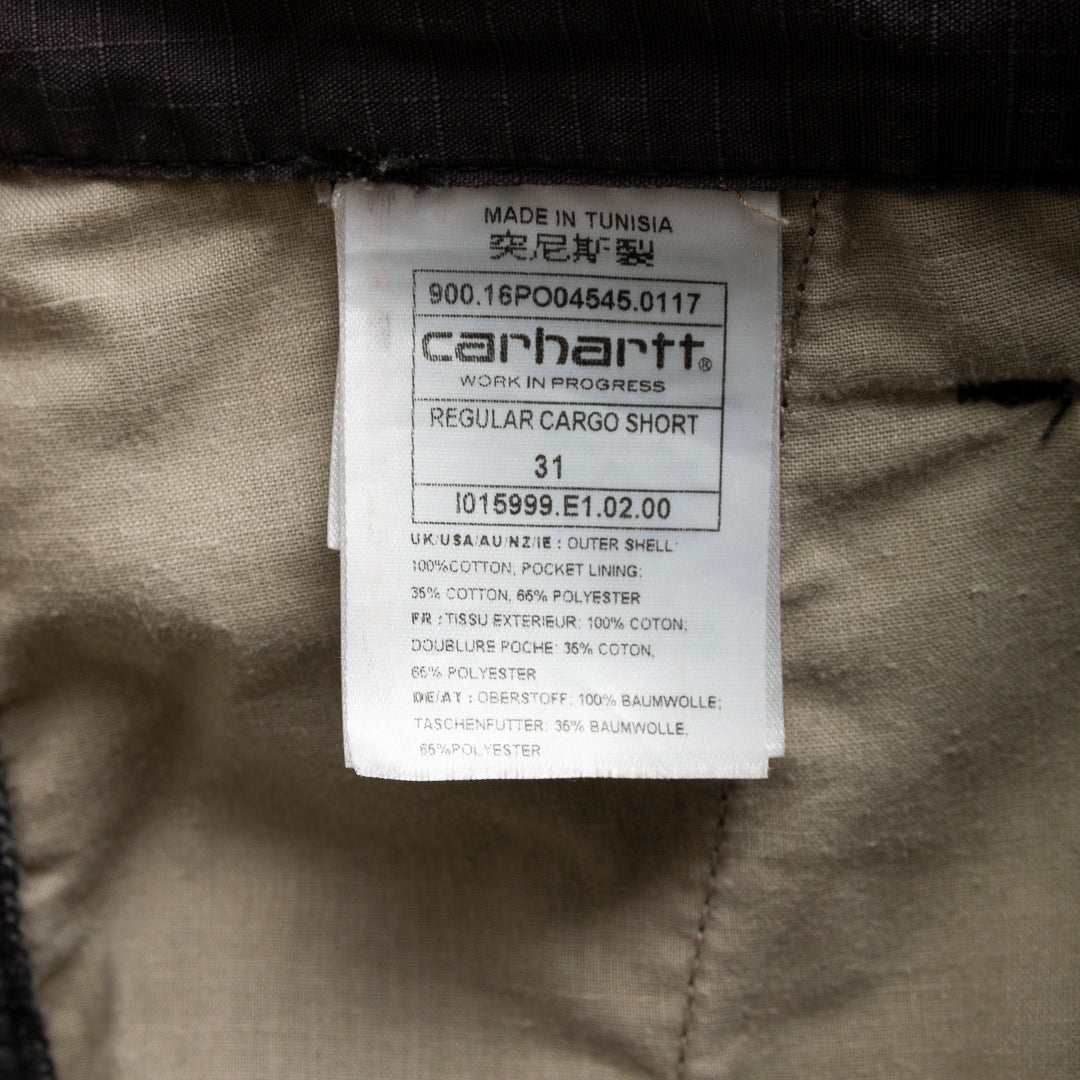 MADE IN TUNISIA
突尼斯製
900.16PO04545.0117
carhartt®
WORK IN PROGRESS
REGULAR CARGO SHORT
31
I015999.E1.02.00
UK/USA/AU/NZ/IE : OUTER SHELL:
100%COTTON; POCKET LINING:
35% COTTON, 65% POLYESTER
FR : TISSU EXTERIEUR: 100% COTON;
DOUBLURE POCHE: 35% COTON,
65% POLYESTER
DE/AT : OBERSTOFF: 100% BAUMWOLLE;
TASCHENFUTTER: 35% BAUMWOLLE,
65%POLYESTER